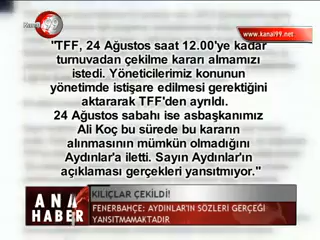 Kanal 99
www.kanal99.net
"TFF, 24 Ağustos saat 12.00'ye kadar
turnuvadan çekilme kararı almamızı
istedi. Yöneticilerimiz konunun
yönetimde istişare edilmesi gerektiğini
aktararak TFF'den ayrıldı.
24 Ağustos sabahı ise asbaşkanımız
Ali Koç bu sürede bu kararın
alınmasının mümkün olmadığını
Aydınlar'a iletti. Sayın Aydınlar'ın
açıklaması gerçekleri yansıtmıyor."
ANA
HABER
KILIÇLAR ÇEKİLDİ!
FENERBAHÇE: AYDINLAR'IN SÖZLERİ GERÇEĞİ
YANSITMAMAKTADIR